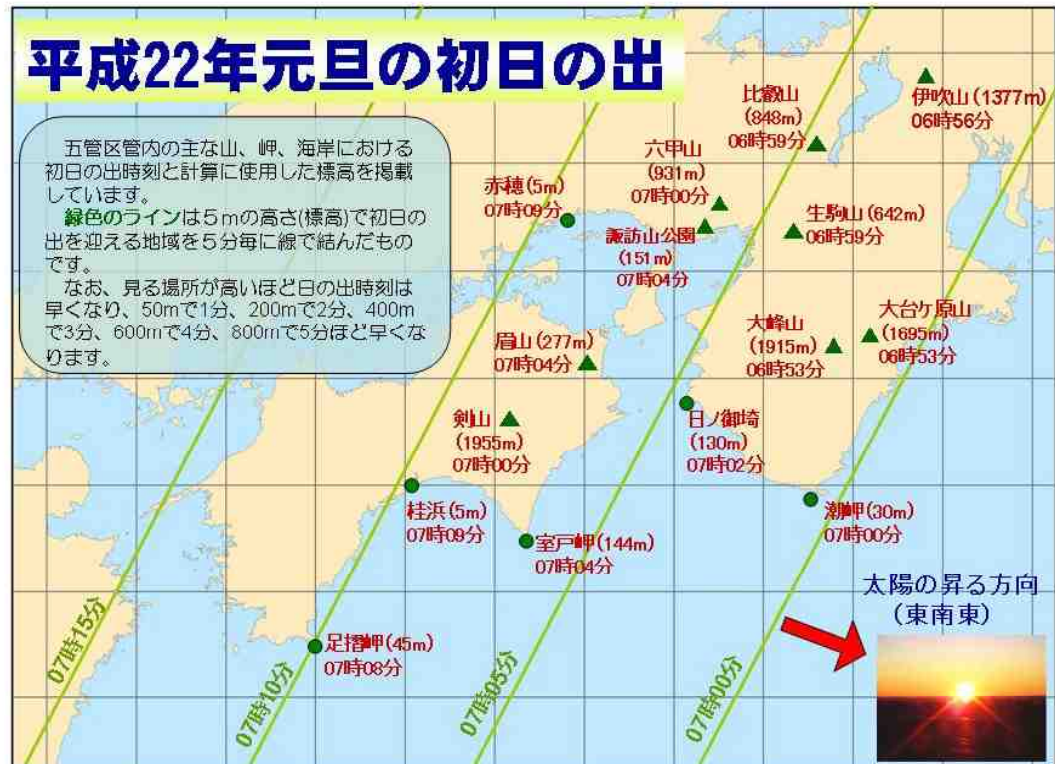 平成22年元旦の初日の出
五管区管内の主な山、岬、海岸における
初日の出時刻と計算に使用した標高を掲載
しています。
緑色のラインは５ｍの高さ(標高)で初日の
出を迎える地域を５分毎に線で結んだもの
です。
なお、見る場所が高いほど日の出時刻は
早くなり、50mで1分、200mで2分、400m
で3分、600mで4分、800mで5分ほど早くな
ります。
伊吹山(1377m)
06時56分
比叡山
(848m)
06時59分
六甲山
(931m)
07時00分
赤穂(5m)
07時09分
諏訪山公園
(151m)
07時04分
生駒山(642m)
06時59分
大台ケ原山
(1695m)
06時53分
大峰山
(1915m)
06時53分
眉山(277m)
07時04分
剣山
(1955m)
07時00分
日ノ御埼
(130m)
07時02分
桂浜(5m)
07時09分
室戸岬(144m)
07時04分
潮岬(30m)
07時00分
足摺岬(45m)
07時08分
07時15分
07時10分
07時05分
07時00分
太陽の昇る方向
(東南東)